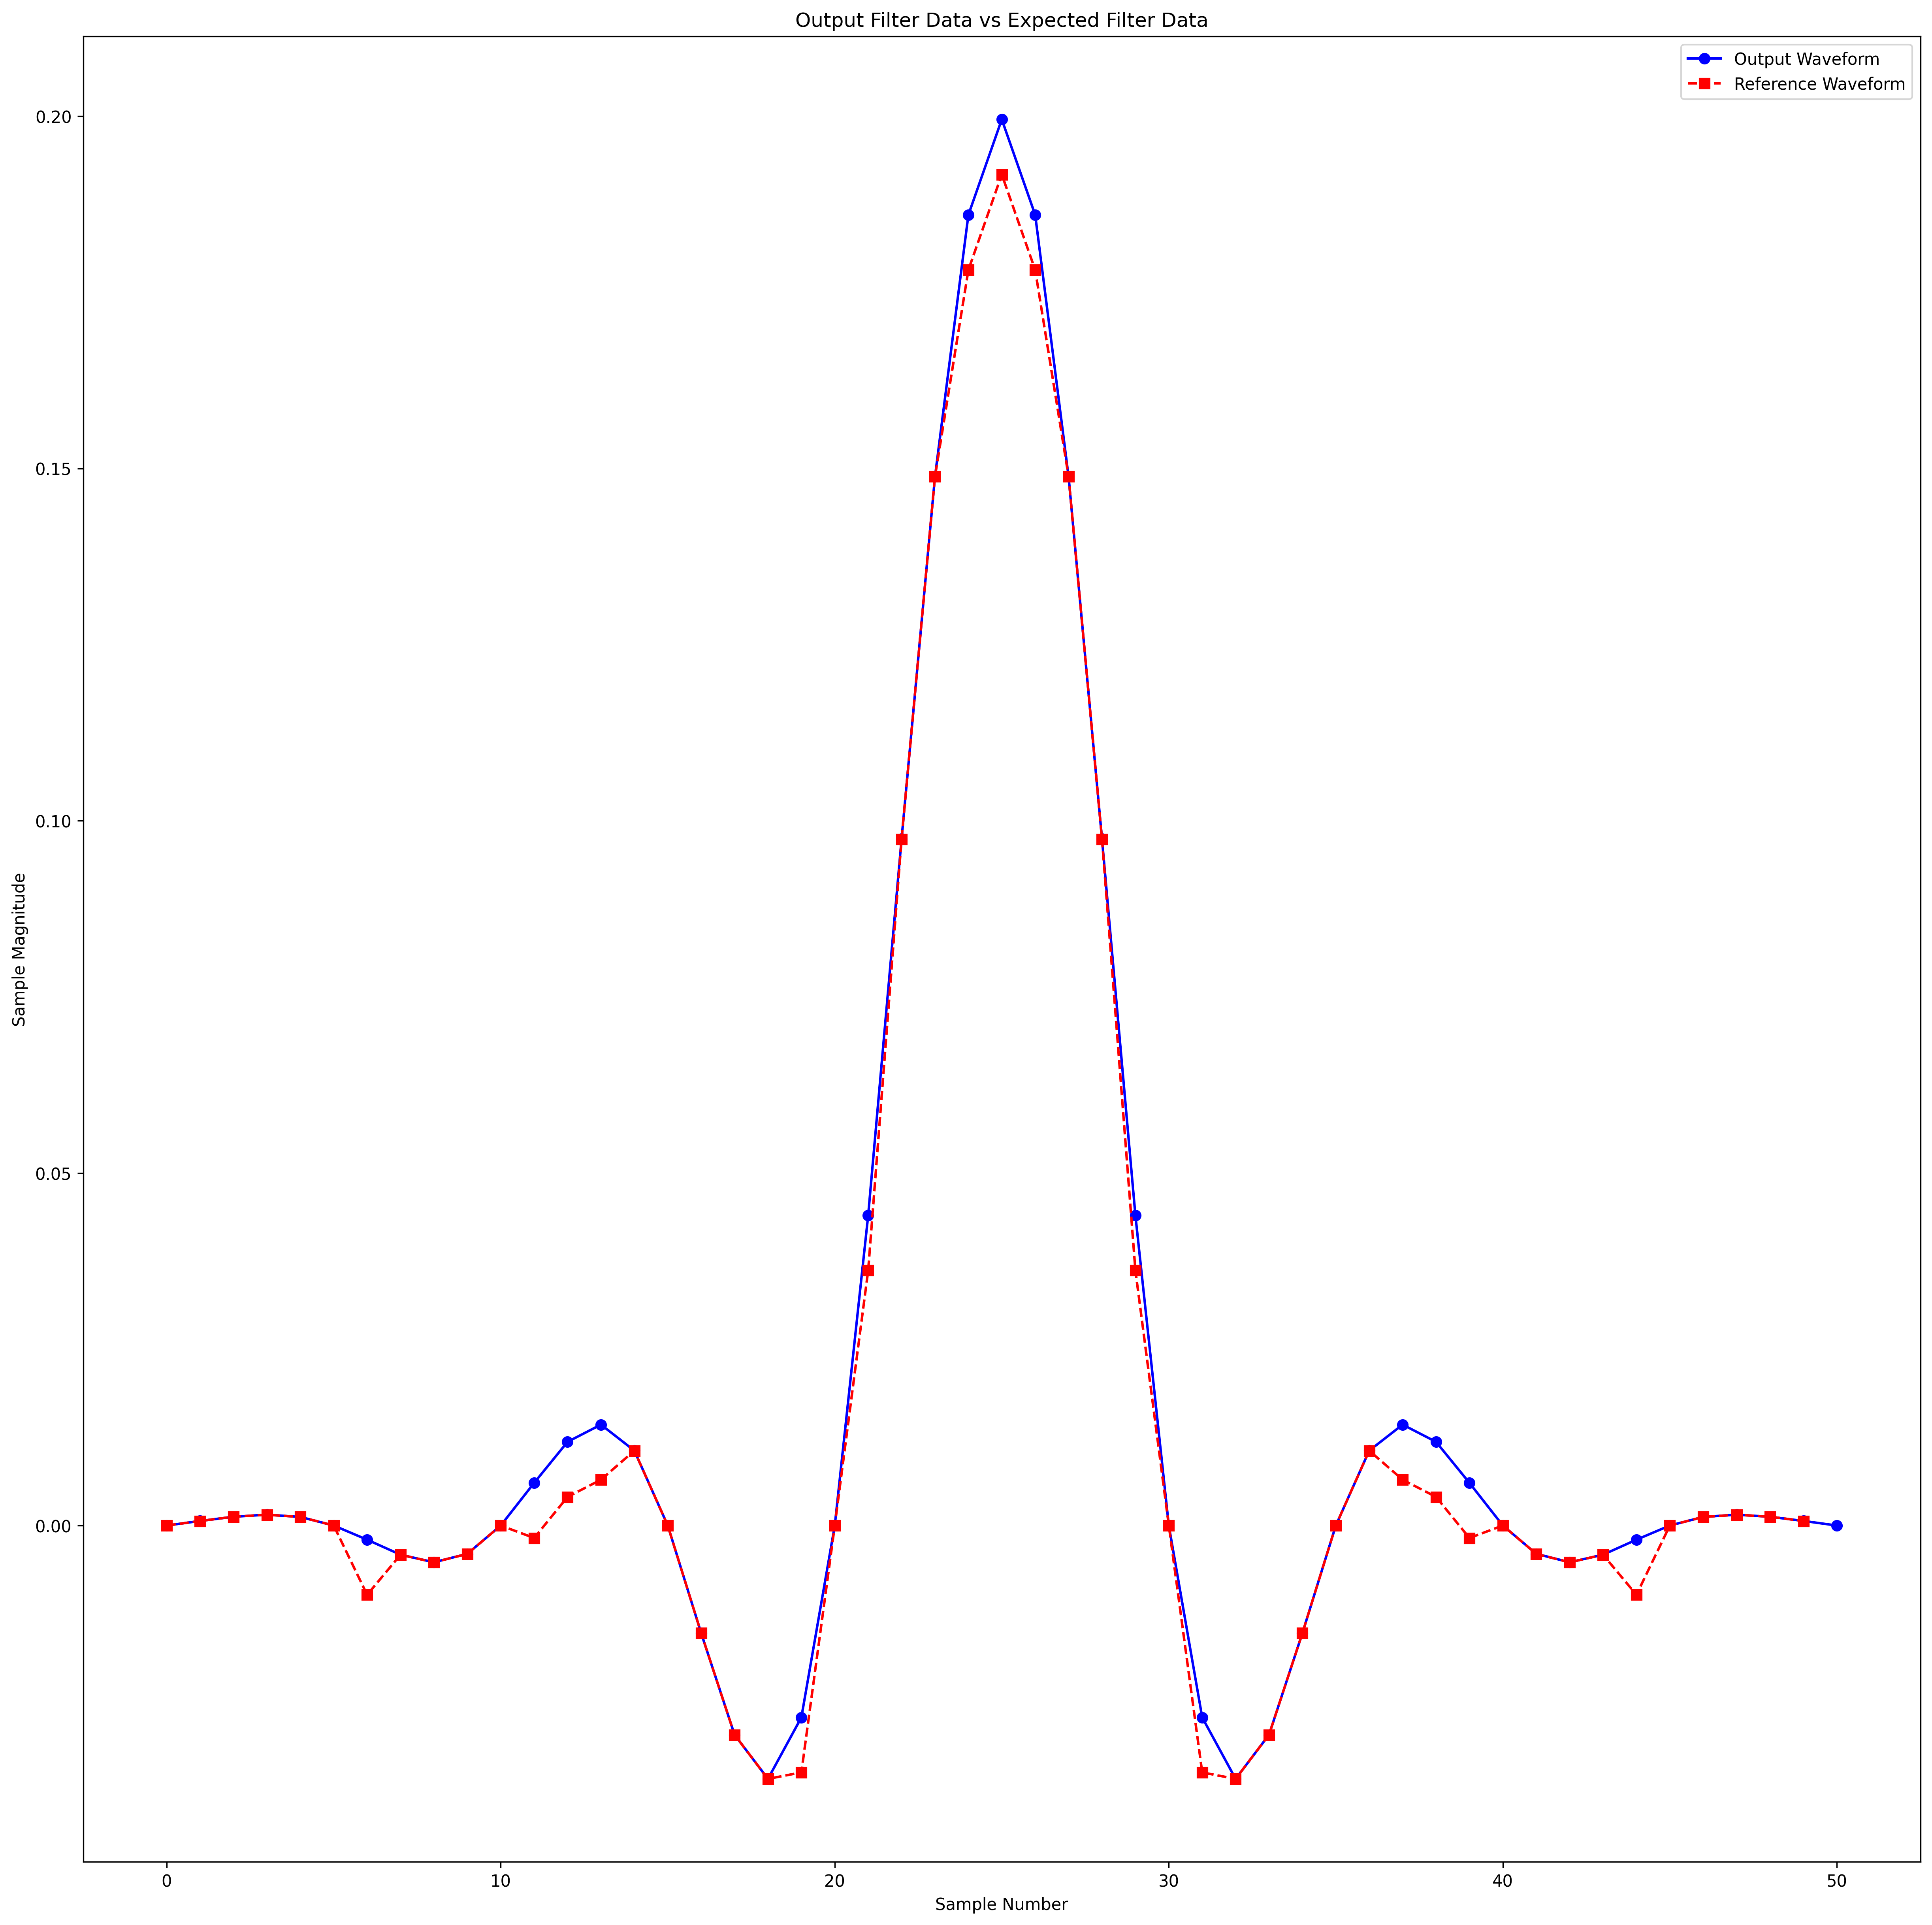 Output Filter Data vs Expected Filter Data
Output Waveform
Reference Waveform
0.20
0.15
0.10
0.05
0.00
Sample Magnitude
0 10 20 30 40 50
Sample Number